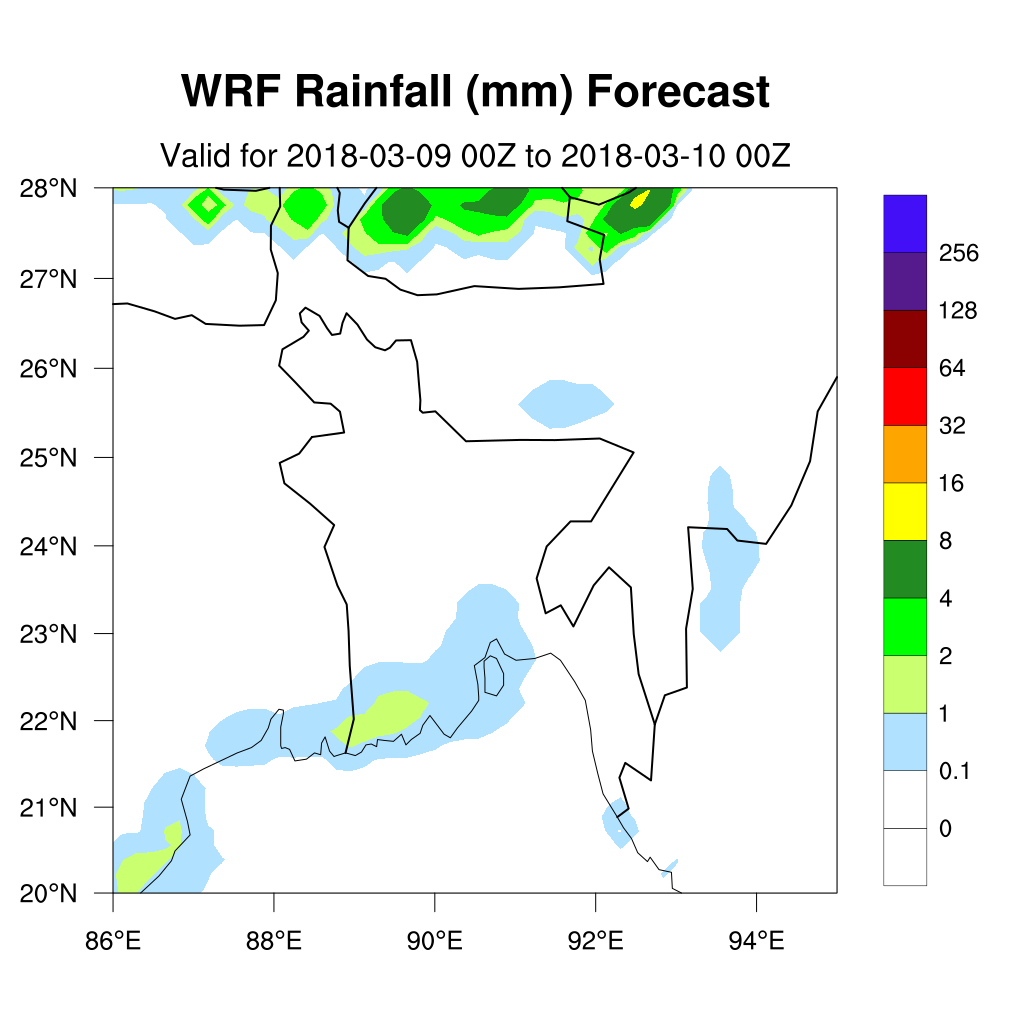 WRF Rainfall (mm) Forecast
Valid for 2018-03-09 00Z to 2018-03-10 00Z
28°N
27°N
26°N
25°N
24°N
23°N
22°N
21°N
20°N
86°E 88°E 90°E 92°E 94°E
256
128
64
32
16
8
4
2
1
0.1
0